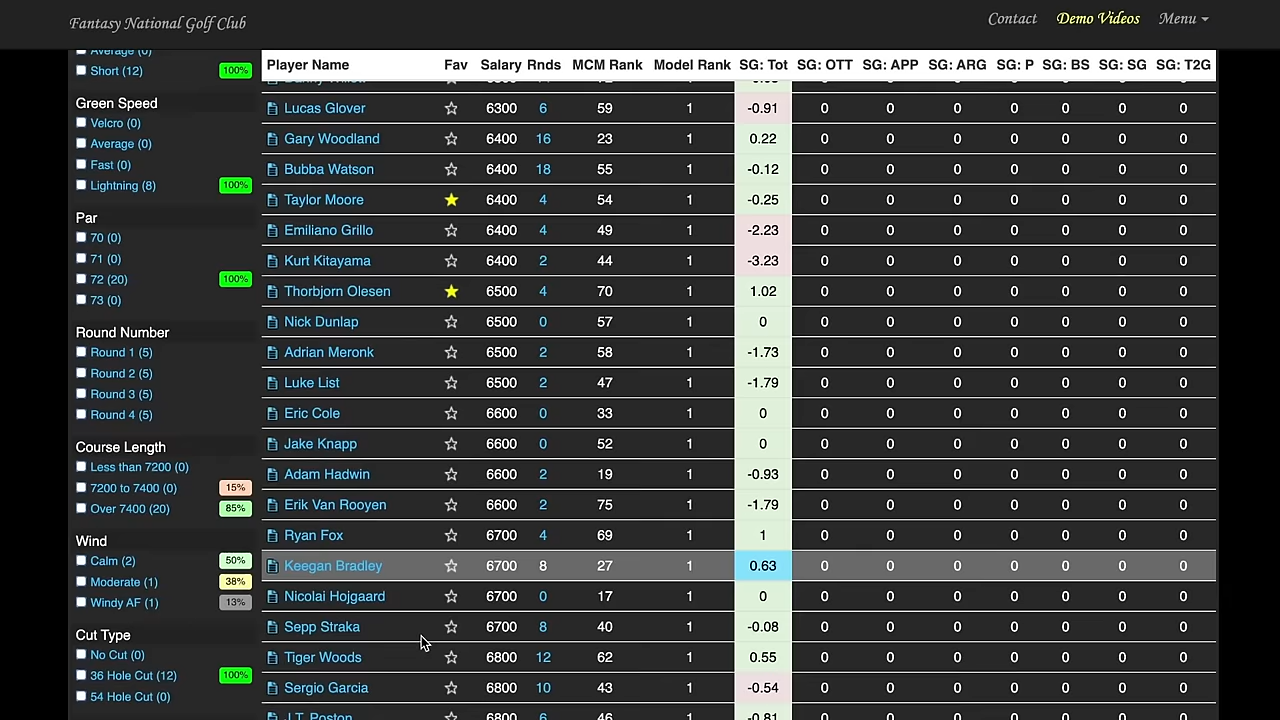 Fantasy National Golf Club
Contact Demo Videos Menu
Average (0)
Short (12) 100%
Green Speed
Velcro (0)
Average (0)
Fast (0)
Lightning (8) 100%
Par
70 (0)
71 (0)
72 (20) 100%
73 (0)
Round Number
Round 1 (5)
Round 2 (5)
Round 3 (5)
Round 4 (5)
Course Length
Less than 7200 (0)
7200 to 7400 (0) 15%
Over 7400 (20) 85%
Wind
Calm (2) 50%
Moderate (1) 38%
Windy AF (1) 13%
Cut Type
No Cut (0)
36 Hole Cut (12) 100%
54 Hole Cut (0)
Player Name Fav Salary Rnds MCM Rank Model Rank SG: Tot SG: OTT SG: APP SG: ARG SG: P SG: BS SG: SG SG: T2G
Lucas Glover 6300 6 59 1 -0.91 0 0 0 0 0 0 0
Gary Woodland 6400 16 23 1 0.22 0 0 0 0 0 0 0
Bubba Watson 6400 18 55 1 -0.12 0 0 0 0 0 0 0
Taylor Moore 6400 4 54 1 -0.25 0 0 0 0 0 0 0
Emiliano Grillo 6400 4 49 1 -2.23 0 0 0 0 0 0 0
Kurt Kitayama 6400 2 44 1 -3.23 0 0 0 0 0 0 0
Thorbjorn Olesen 6500 4 70 1 1.02 0 0 0 0 0 0 0
Nick Dunlap 6500 0 57 1 0 0 0 0 0 0 0 0
Adrian Meronk 6500 2 58 1 -1.73 0 0 0 0 0 0 0
Luke List 6500 2 47 1 -1.79 0 0 0 0 0 0 0
Eric Cole 6600 0 33 1 0 0 0 0 0 0 0 0
Jake Knapp 6600 0 52 1 0 0 0 0 0 0 0 0
Adam Hadwin 6600 2 19 1 -0.93 0 0 0 0 0 0 0
Erik Van Rooyen 6600 2 75 1 -1.79 0 0 0 0 0 0 0
Ryan Fox 6700 4 69 1 1 0 0 0 0 0 0 0
Keegan Bradley 6700 8 27 1 0.63 0 0 0 0 0 0 0
Nicolai Hojgaard 6700 0 17 1 0 0 0 0 0 0 0 0
Sepp Straka 6700 8 40 1 -0.08 0 0 0 0 0 0 0
Tiger Woods 6800 12 62 1 0.55 0 0 0 0 0 0 0
Sergio Garcia 6800 10 43 1 -0.54 0 0 0 0 0 0 0
J.T. Poston 6800 6 46 1 -0.81 0 0 0 0 0 0 0